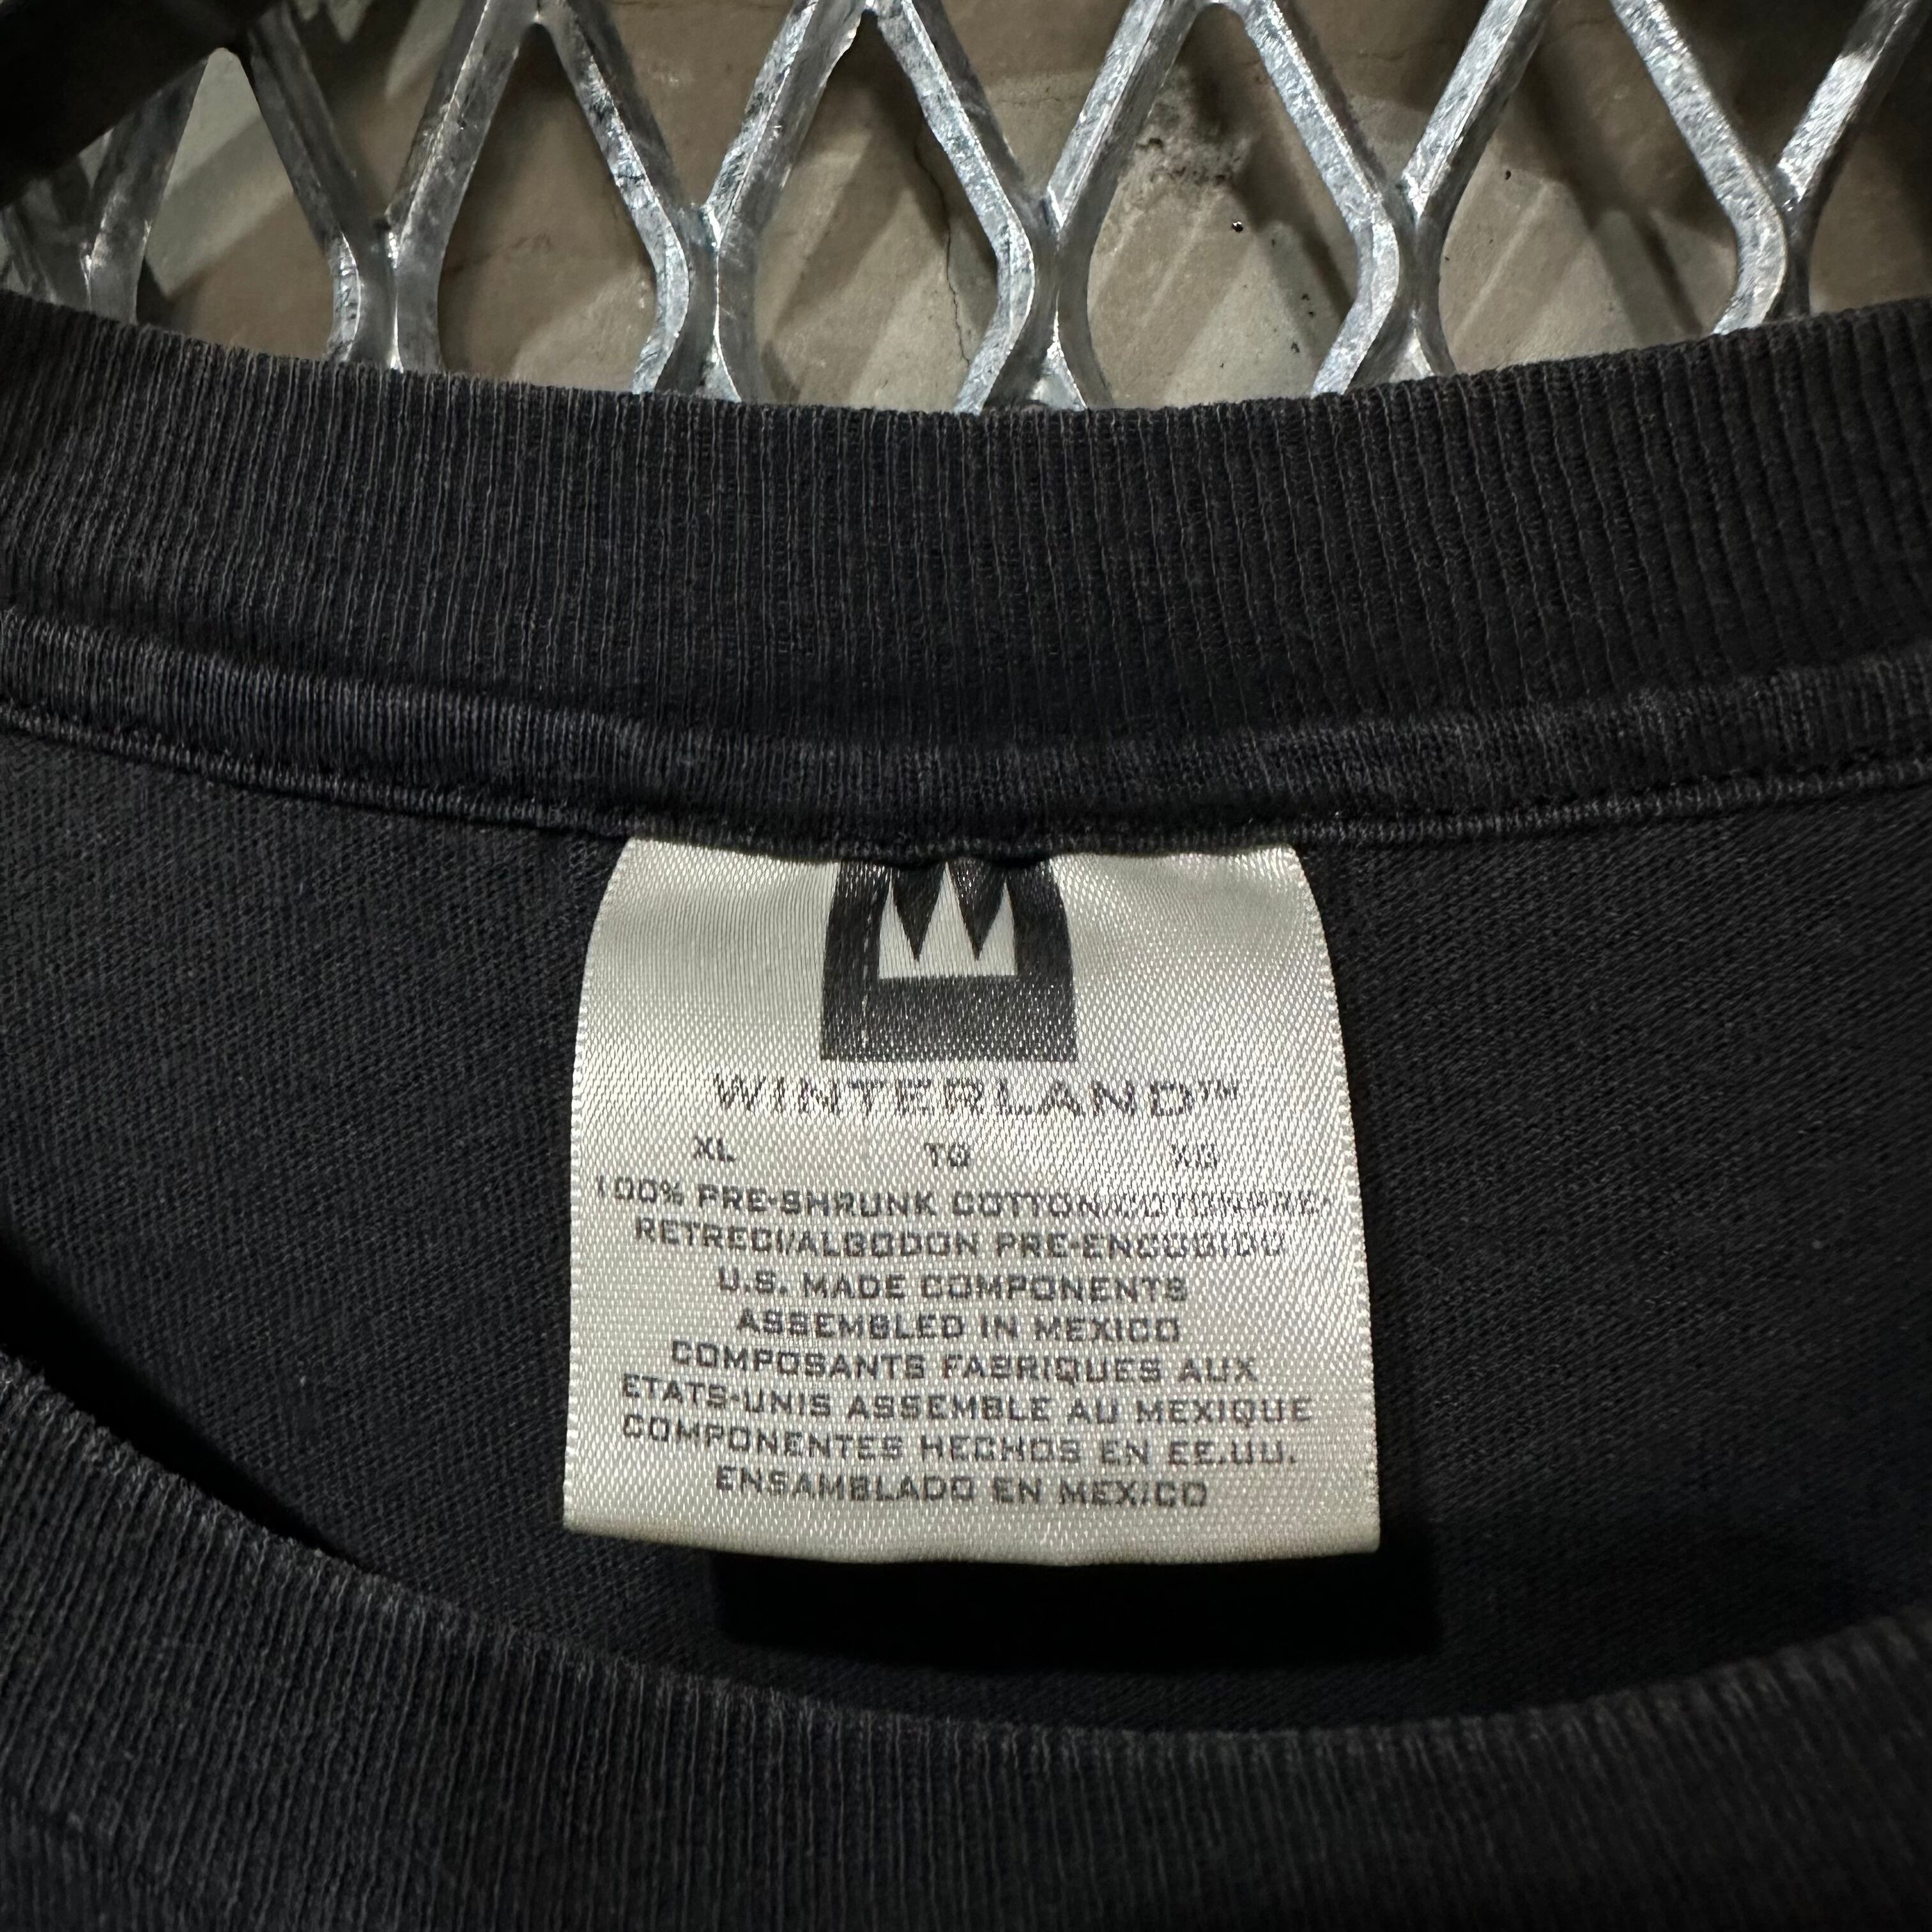 WINTERLAND™
XL TG XG
100% PRE-SHRUNK COTTON/COTON PRE-
RETRECI/ALGODON PRE-ENCOGIDO
U.S. MADE COMPONENTS
ASSEMBLED IN MEXICO
COMPOSANTS FABRIQUES AUX
ETATS-UNIS ASSEMBLE AU MEXIQUE
COMPONENTES HECHOS EN EE.UU.
ENSAMBLADO EN MEXICO